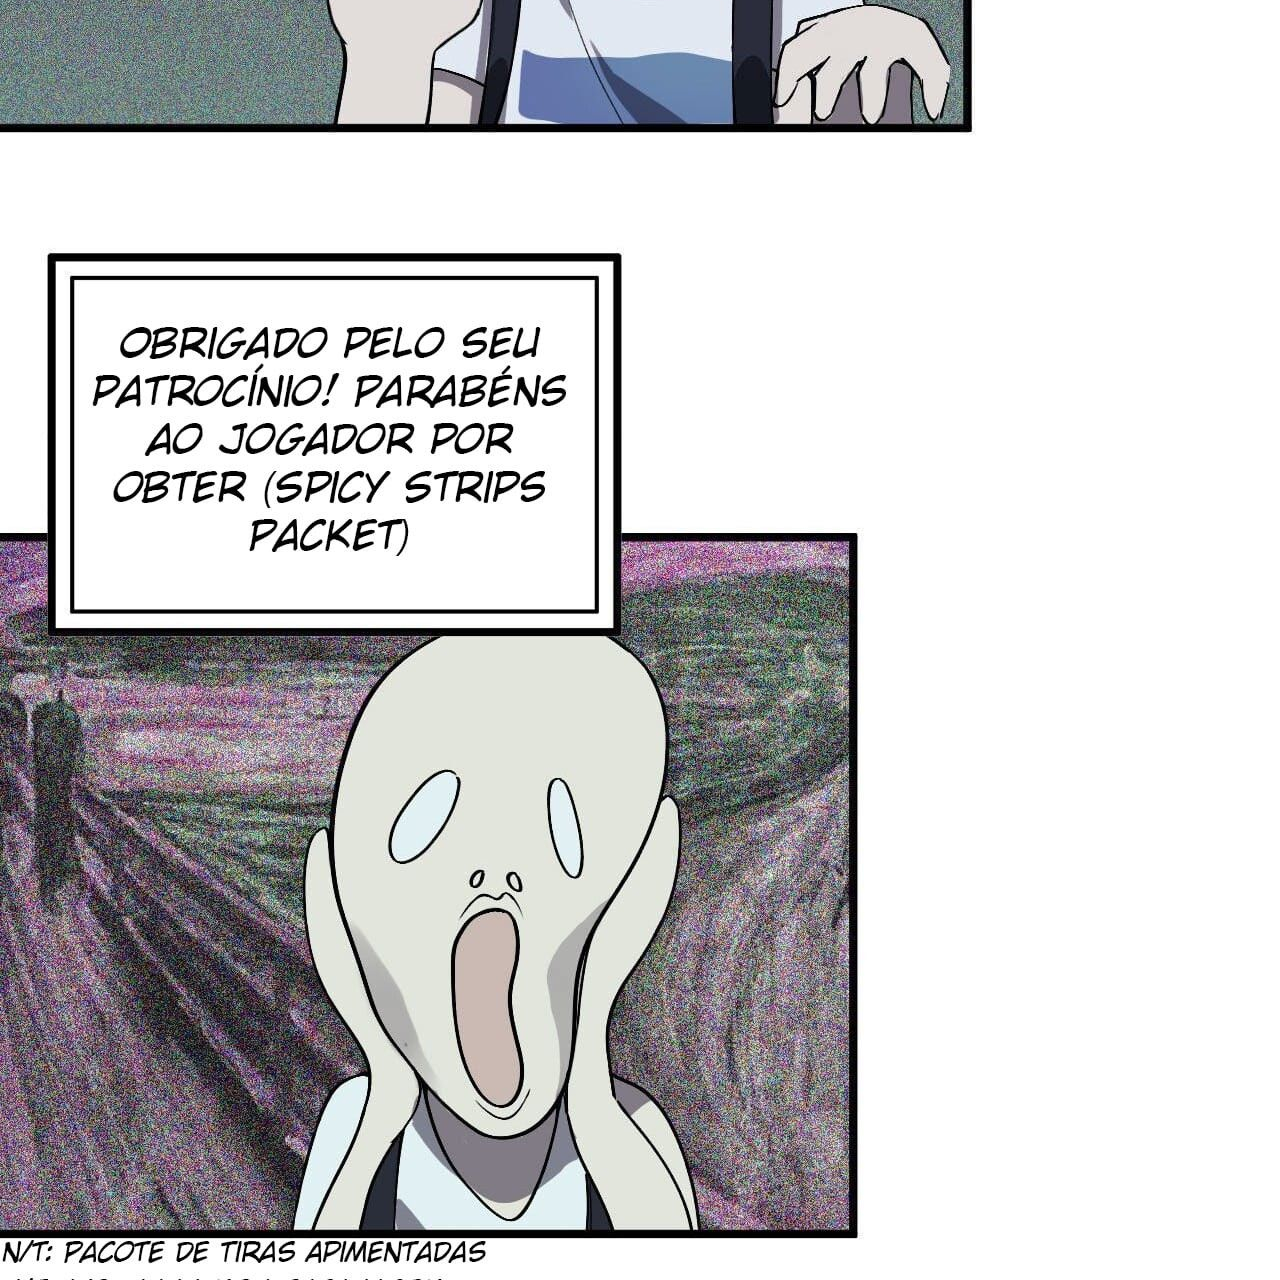 OBRIGADO PELO SEU
PATROCÍNIO! PARABÉNS
AO JOGADOR POR
OBTER (SPICY STRIPS
PACKET)
N/T: PACOTE DE TIRAS APIMENTADAS